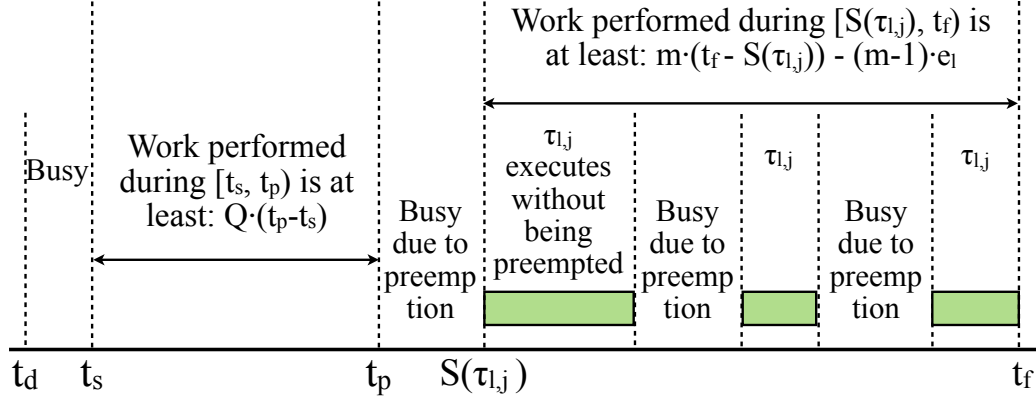 Work performed during [S(τl,j), tf) is
at least: m·(tf - S(τl,j)) - (m-1)·el
Busy
Work performed
during [ts, tp) is at
least: Q·(tp-ts)
Busy
due to
preemp
tion
τl,j
executes
without
being
preempted
Busy
due to
preemp
tion
τl,j
Busy
due to
preemp
tion
τl,j
td ts tp S(τl,j) tf